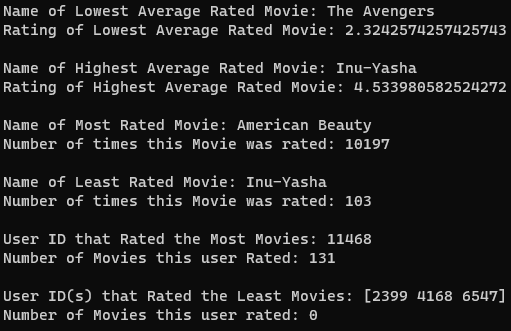 Name of Lowest Average Rated Movie: The Avengers
Rating of Lowest Average Rated Movie: 2.3242574257425743
Name of Highest Average Rated Movie: Inu-Yasha
Rating of Highest Average Rated Movie: 4.533980582524272
Name of Most Rated Movie: American Beauty
Number of times this Movie was rated: 10197
Name of Least Rated Movie: Inu-Yasha
Number of times this Movie was rated: 103
User ID that Rated the Most Movies: 11468
Number of Movies this user Rated: 131
User ID(s) that Rated the Least Movies: [2399 4168 6547]
Number of Movies this user rated: 0